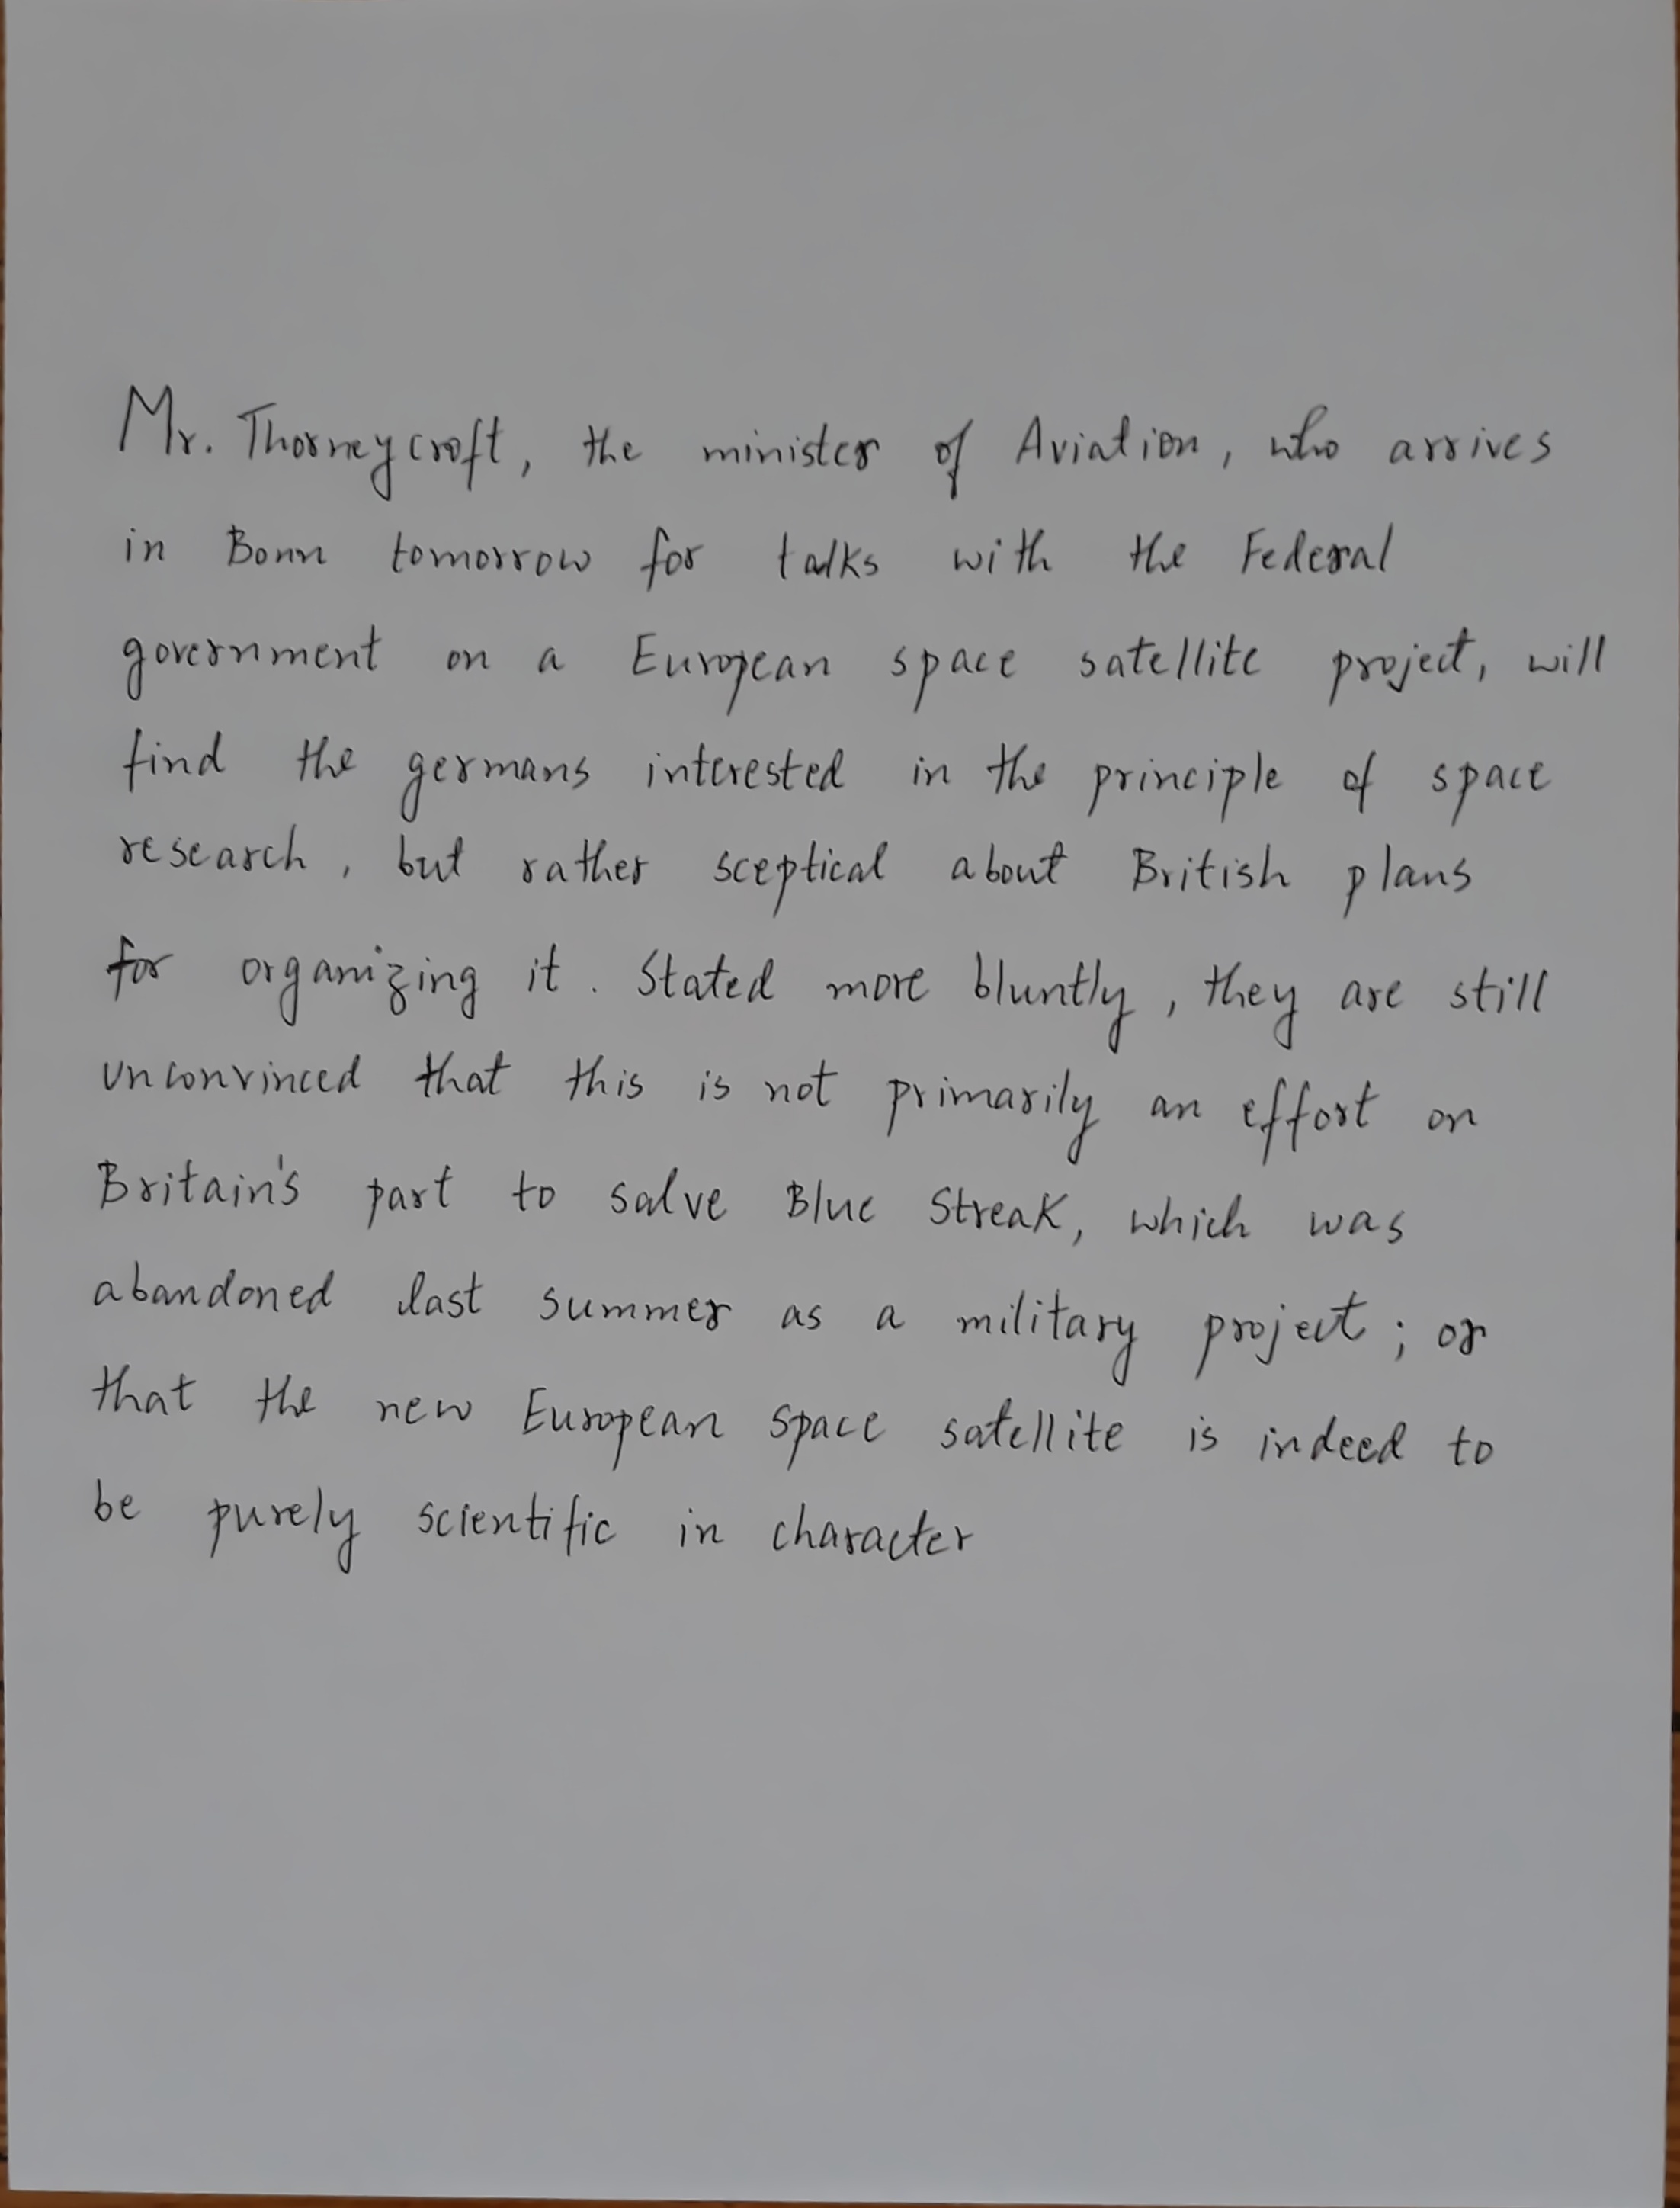 Mr. Thorneycroft, the minister of Aviation, who arrives
in Bonn tomorrow for talks with the Federal
government on a European space satellite project, will
find the germans interested in the principle of space
research, but rather sceptical about British plans
for organizing it. Stated more bluntly, they are still
unconvinced that this is not primarily an effort on
Britain's part to salve Blue Streak, which was
abandoned last summer as a military project; or
that the new European space satellite is indeed to
be purely scientific in character